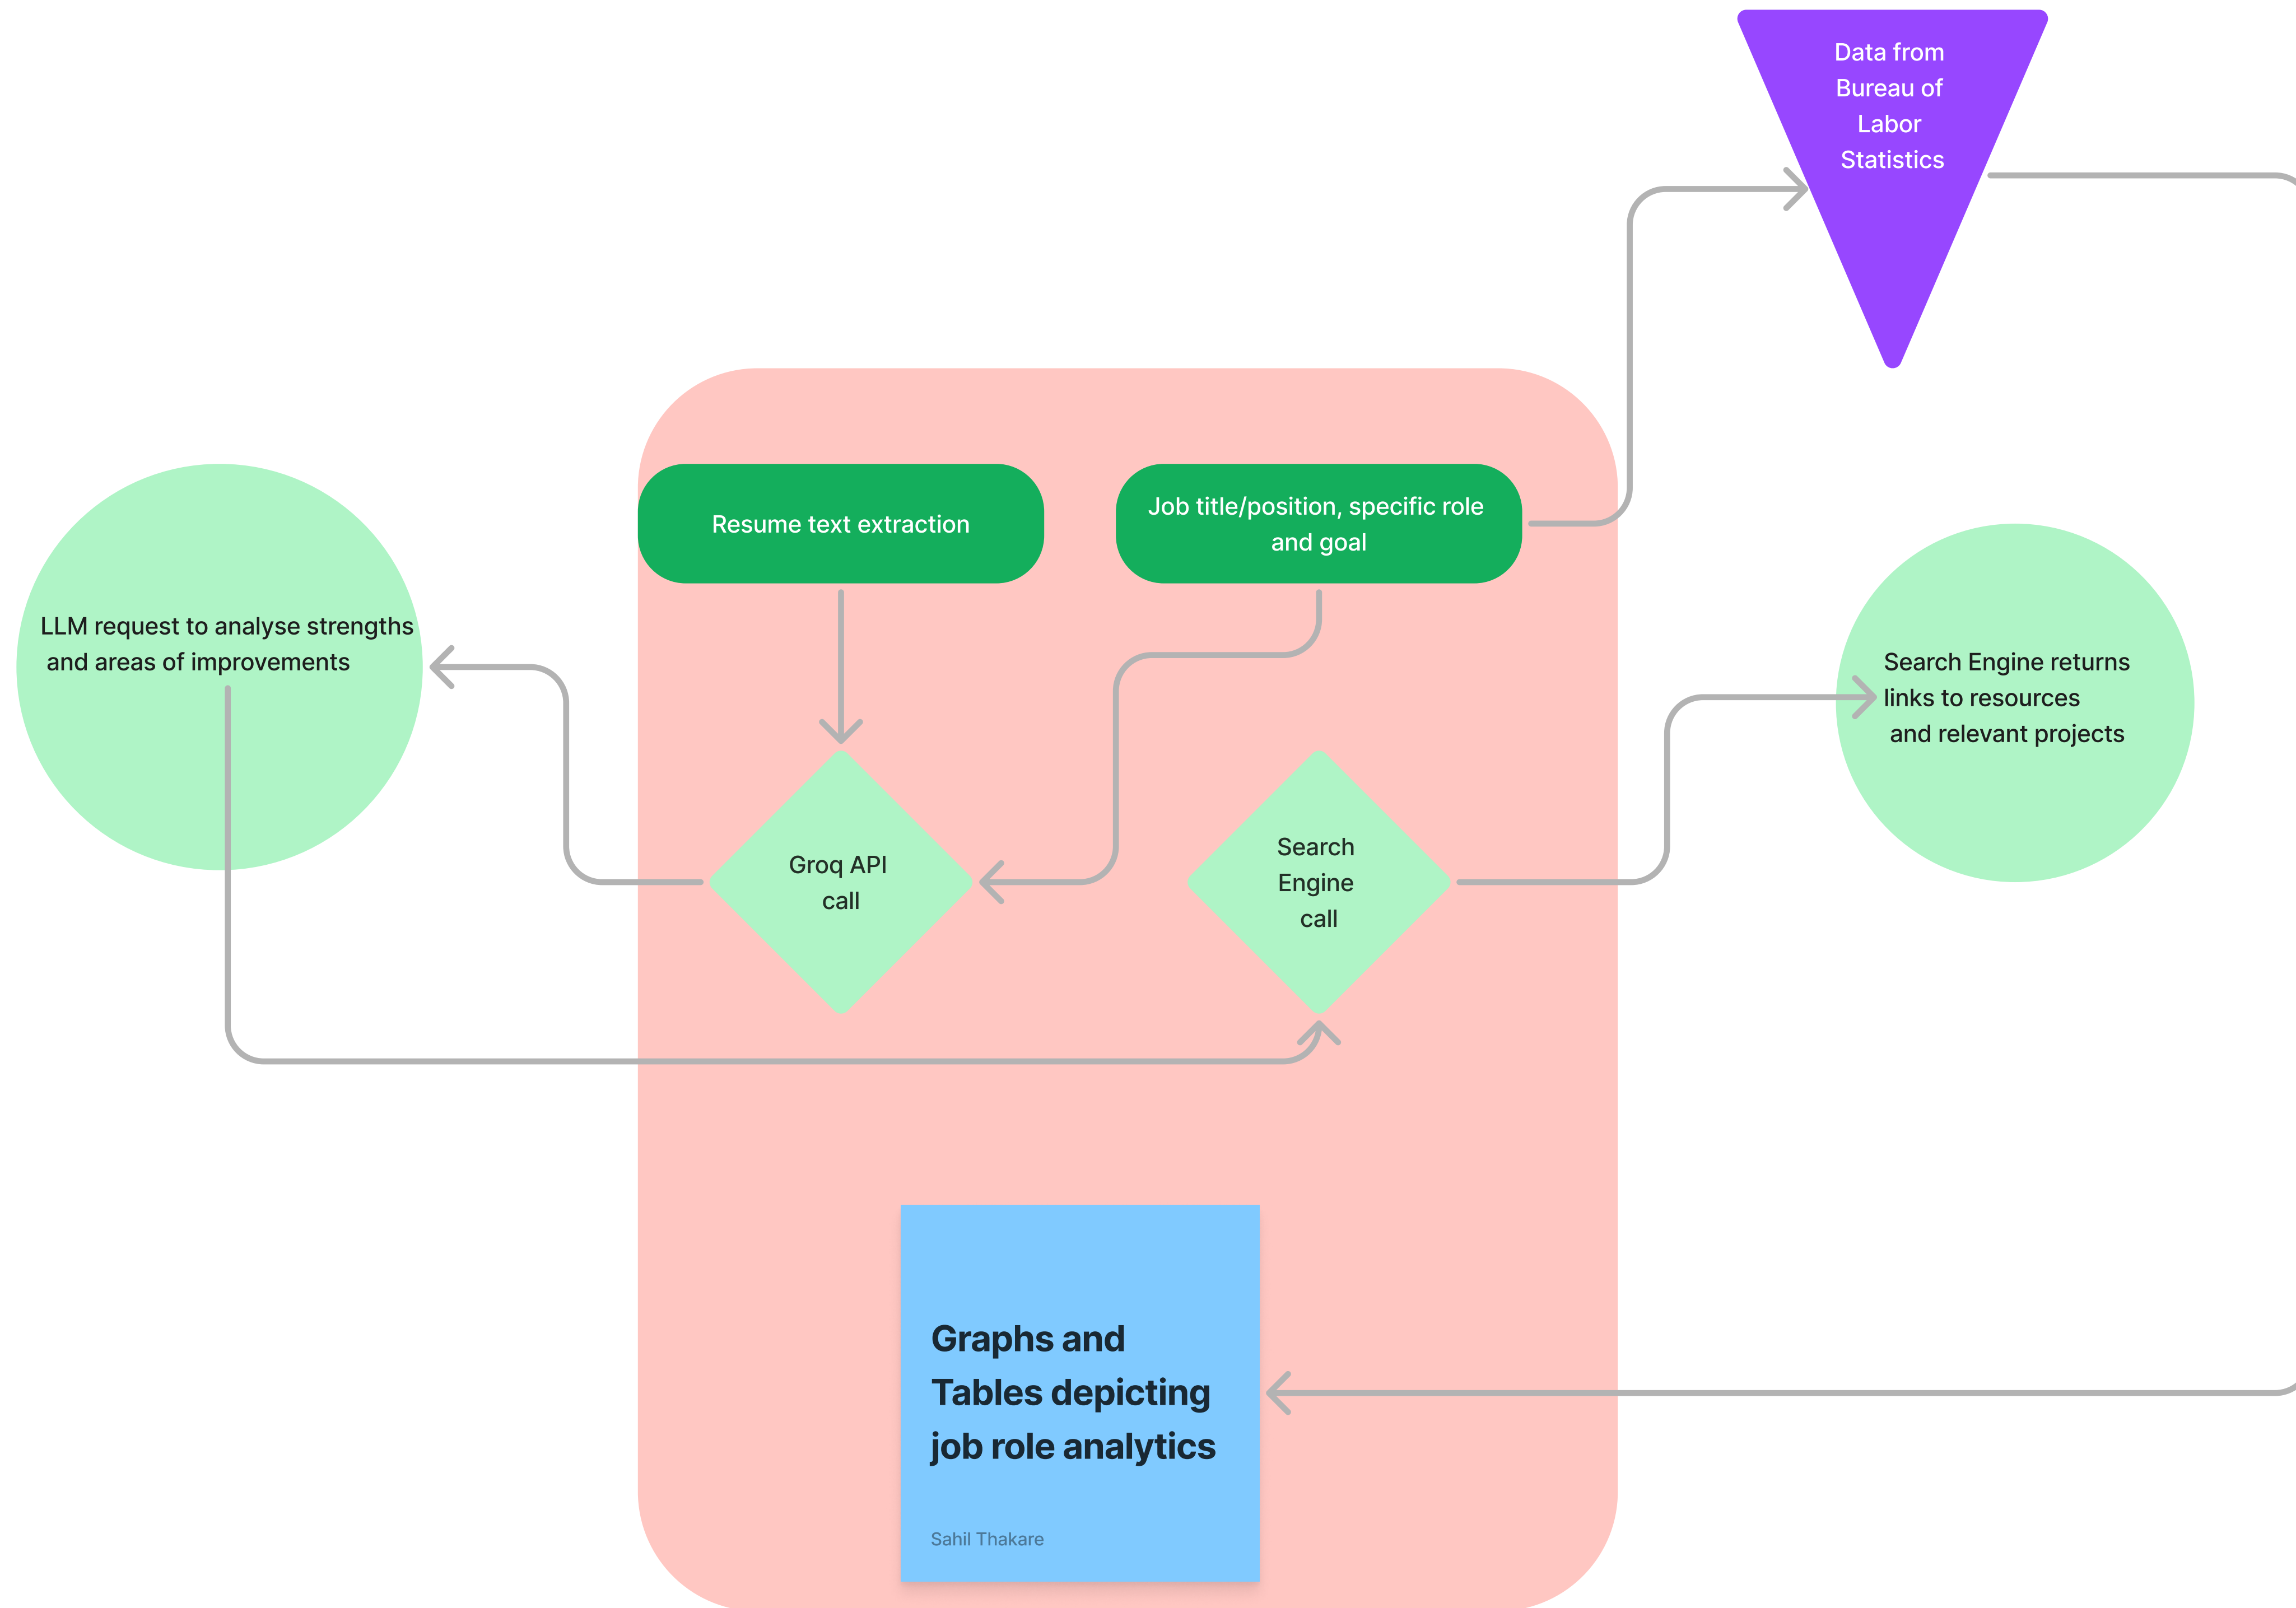 Data from
Bureau of
Labor
Statistics
Resume text extraction
Job title/position, specific role
and goal
LLM request to analyse strengths
and areas of improvements
Search Engine returns
links to resources
and relevant projects
Groq API
call
Search
Engine
call
Graphs and
Tables depicting
job role analytics
Sahil Thakare